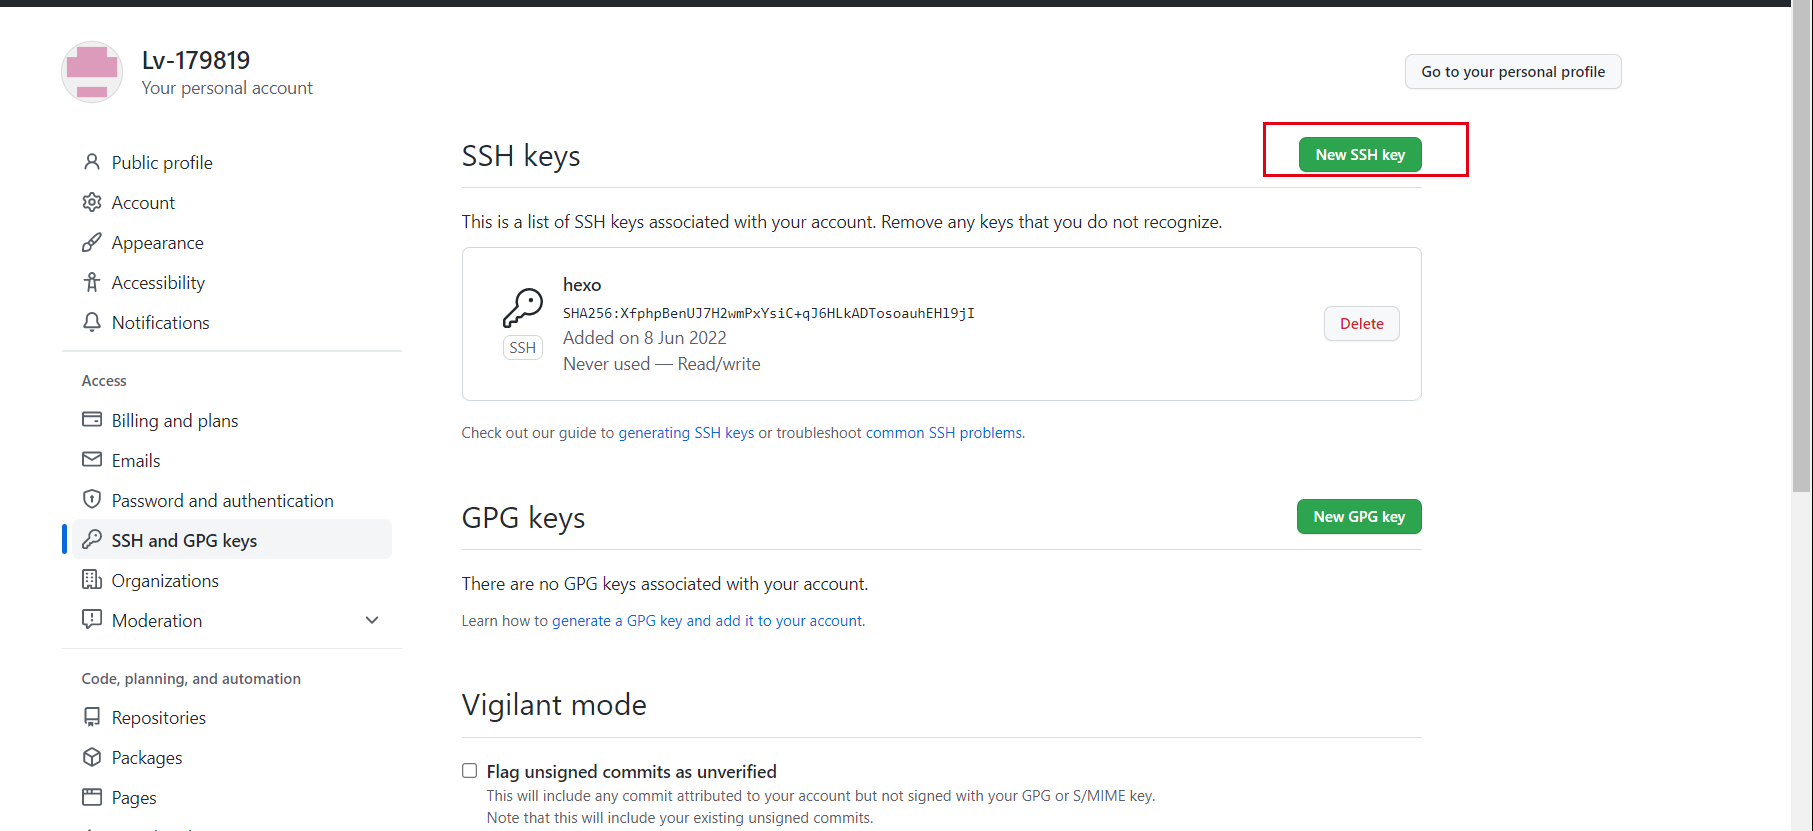 Lv-179819
Your personal account
Go to your personal profile
Public profile
Account
Appearance
Accessibility
Notifications
Access
Billing and plans
Emails
Password and authentication
SSH and GPG keys
Organizations
Moderation
Code, planning, and automation
Repositories
Packages
Pages
SSH keys
New SSH key
This is a list of SSH keys associated with your account. Remove any keys that you do not recognize.
hexo
SHA256:XfphpBenUJ7H2wmPxYsiC+qJ6HLkADTosoauhEHl9jI
SSH
Added on 8 Jun 2022
Never used — Read/write
Delete
Check out our guide to generating SSH keys or troubleshoot common SSH problems.
GPG keys
New GPG key
There are no GPG keys associated with your account.
Learn how to generate a GPG key and add it to your account.
Vigilant mode
Flag unsigned commits as unverified
This will include any commit attributed to your account but not signed with your GPG or S/MIME key.
Note that this will include your existing unsigned commits.